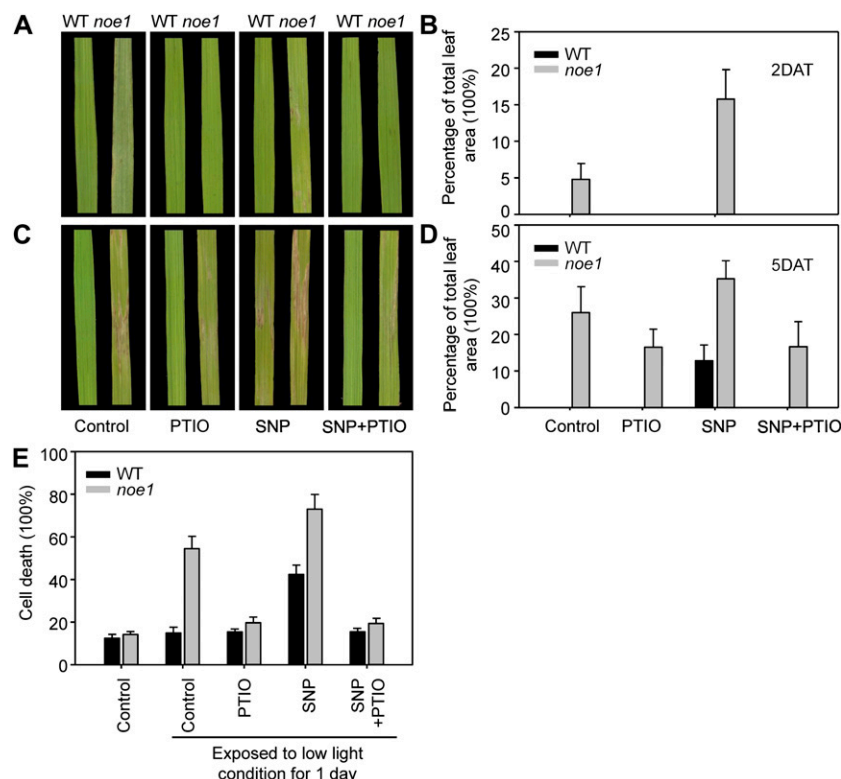 A
WT noe1 WT noe1 WT noe1 WT noe1
C
Control PTIO SNP SNP+PTIO
B
Percentage of total leaf
area (100%)
25
20
15
10
5
0
WT
noe1
2DAT
D
Percentage of total leaf
area (100%)
50
40
30
20
10
0
WT
noe1
5DAT
Control PTIO SNP SNP+PTIO
E
Cell death (100%)
100
80
60
40
20
0
WT
noe1
Control
Control
PTIO
SNP
SNP
+PTIO
Exposed to low light
condition for 1 day